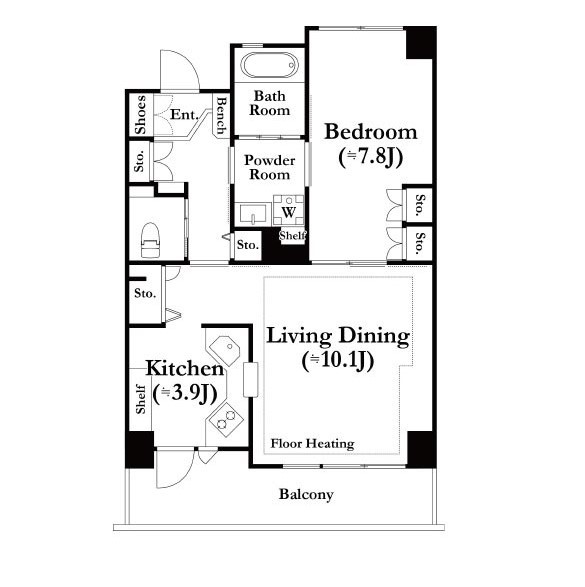 Shoes
Ent.
Bench
Bath
Room
Bedroom
(≒7.8J)
Sto.
Powder
Room
W
Shelf
Sto.
Sto.
Sto.
Sto.
Living Dining
(≒10.1J)
Kitchen
(≒3.9J)
Shelf
Floor Heating
Balcony